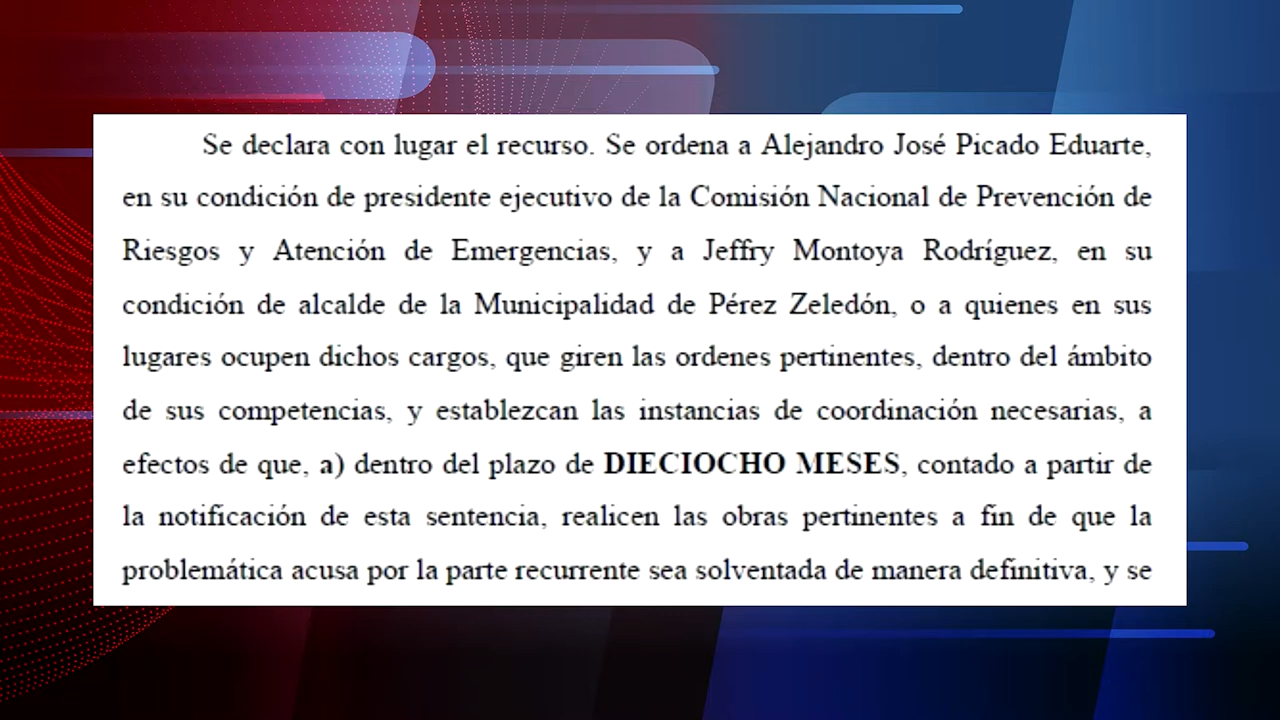 Se declara con lugar el recurso. Se ordena a Alejandro José Picado Eduarte,
en su condición de presidente ejecutivo de la Comisión Nacional de Prevención de
Riesgos y Atención de Emergencias, y a Jeffry Montoya Rodríguez, en su
condición de alcalde de la Municipalidad de Pérez Zeledón, o a quienes en sus
lugares ocupen dichos cargos, que giren las ordenes pertinentes, dentro del ámbito
de sus competencias, y establezcan las instancias de coordinación necesarias, a
efectos de que, a) dentro del plazo de DIECIOCHO MESES, contado a partir de
la notificación de esta sentencia, realicen las obras pertinentes a fin de que la
problemática acusa por la parte recurrente sea solventada de manera definitiva, y se